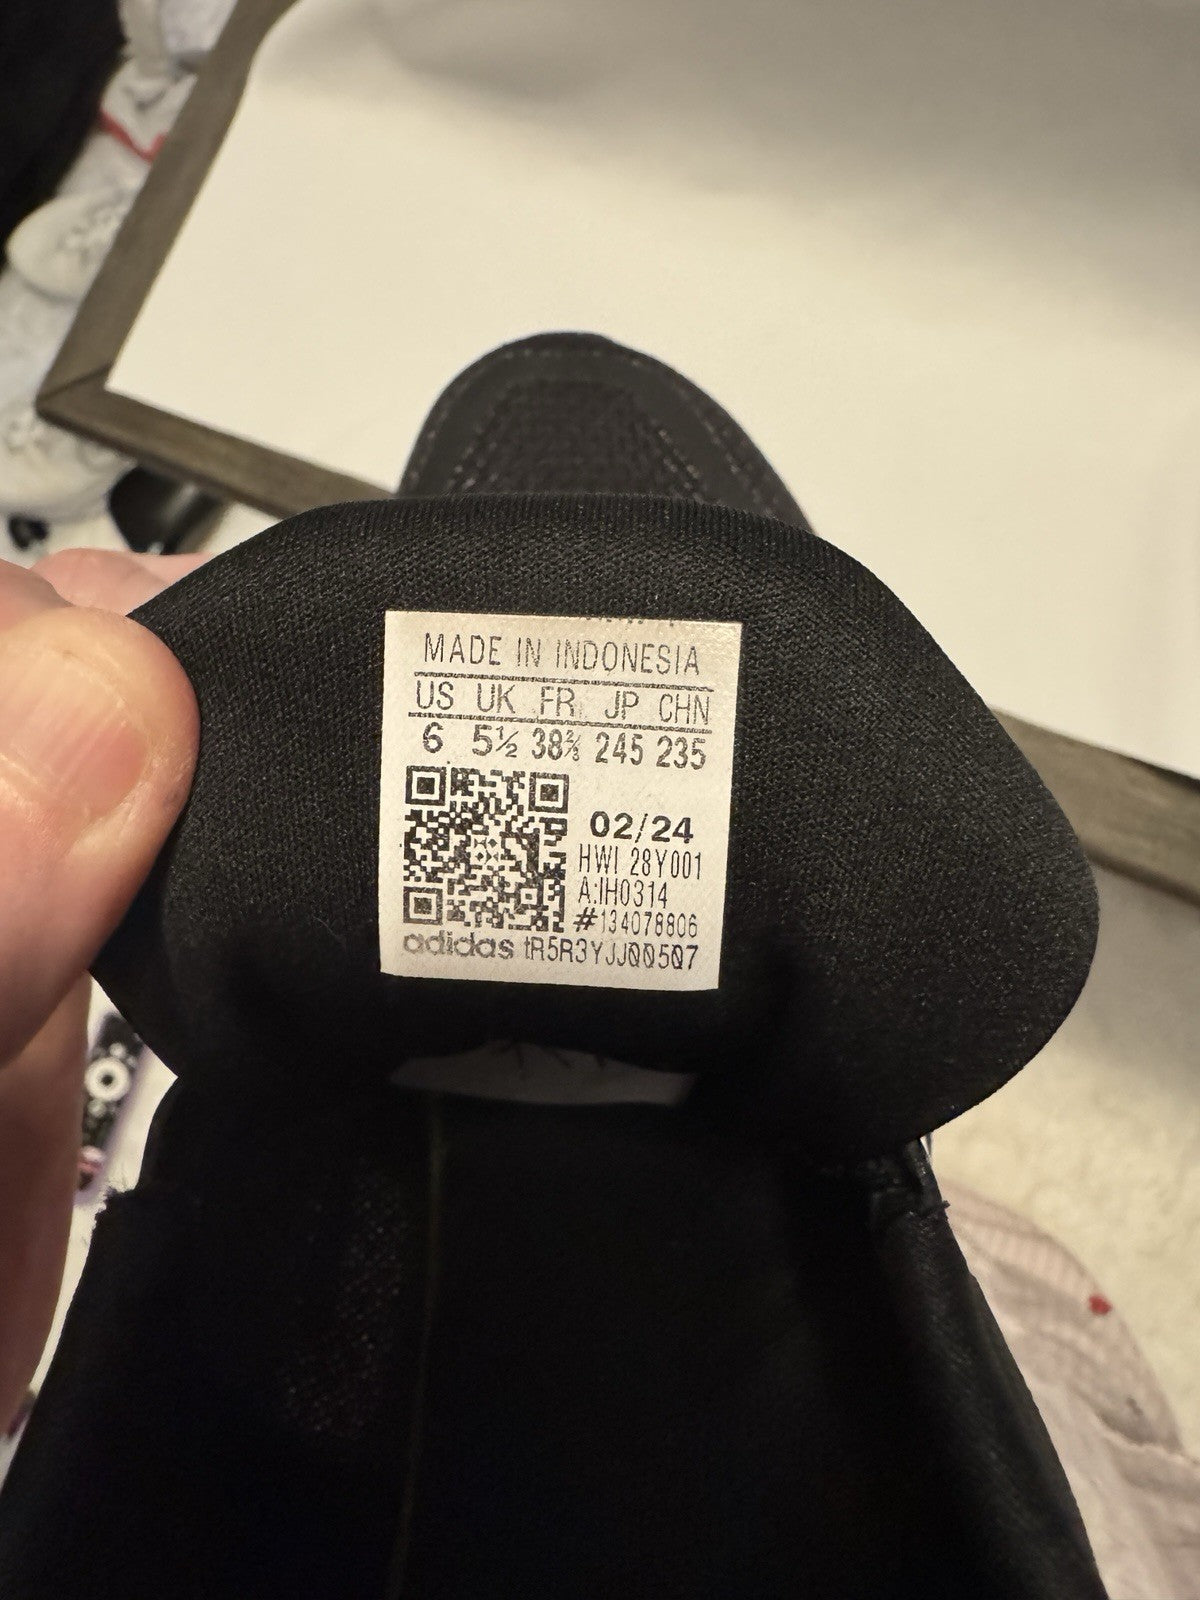 MADE IN INDONESIA
US UK FR JP CHN
6 5½ 38⅔ 245 235
02/24
HWI 28Y001
A:IH0314
#134078806
adidas tR5R3YJJ00507